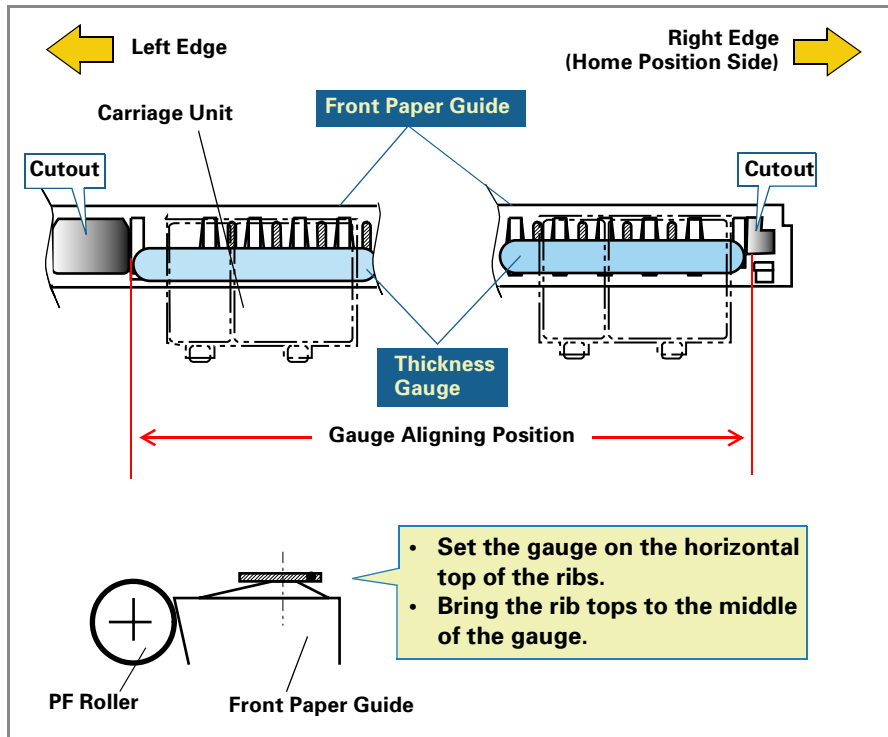 Left Edge
Right Edge
(Home Position Side)
Carriage Unit
Front Paper Guide
Cutout
Cutout
Thickness
Gauge
Gauge Aligning Position
• Set the gauge on the horizontal
top of the ribs.
• Bring the rib tops to the middle
of the gauge.
PF Roller
Front Paper Guide